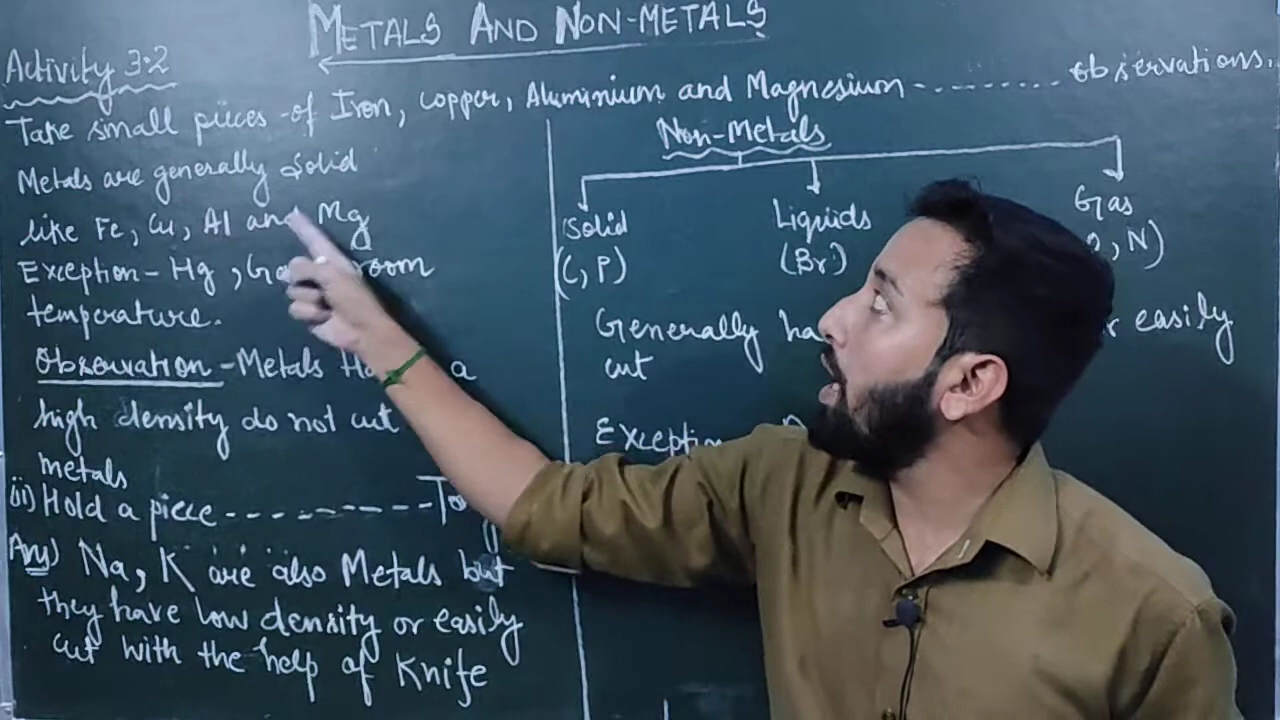 METALS AND NON-METALS
Activity 3.2
Take small pieces of Iron, copper, Aluminium and Magnesium --------- observations.
Metals are generally Solid
like Fe, Cu, Al and Mg
Exception - Hg, Ga room
temperature.
Observation - Metals a
high density do not cut
metals
(ii) Hold a piece ----------
Ans) Na, K are also Metals but
they have low density or easily
cut with the help of Knife
Non-Metals
Solid
(C, P)
Liquids
(Br)
Gas
, N)
Generally easily
cut